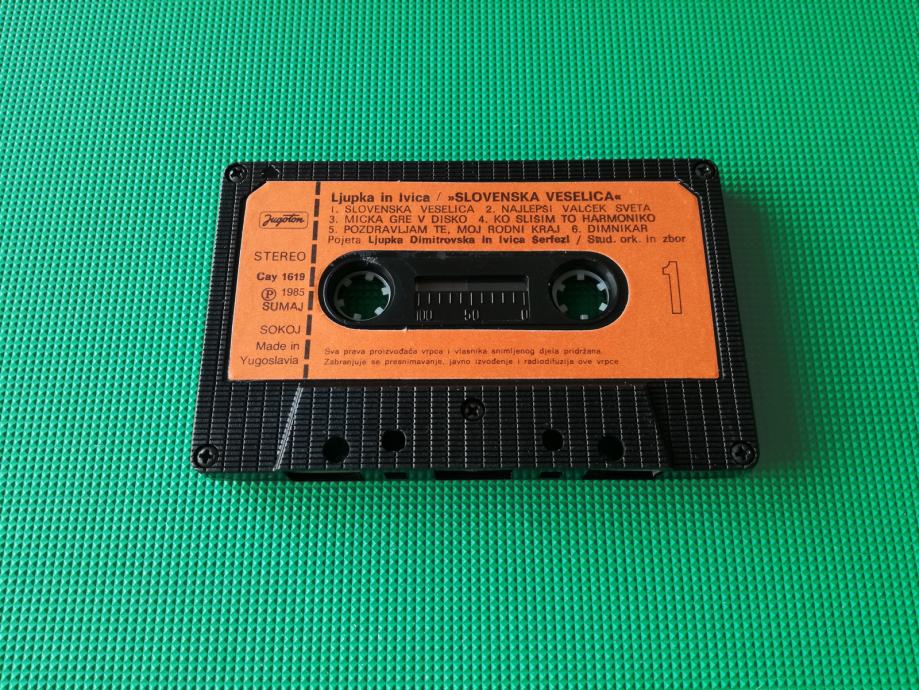 Jugoton
STEREO
Cay 1619
Ⓟ 1985
SUMAJ
SOKOJ
Made in
Yugoslavia
Ljupka in Ivica / »SLOVENSKA VESELICA«
1. SLOVENSKA VESELICA 2. NAJLEPSI VALCEK SVETA
3. MICKA GRE V DISKO 4. KO SLISIM TO HARMONIKO
5. POZDRAVLJAM TE, MOJ RODNI KRAJ 6. DIMNIKAR
Pojeta Ljupka Dimitrovska in Ivica Šerfezi / Stud. ork. in zbor
1
100 50 0
Sva prava proizvođača vrpce i vlasnika snimljenog djela pridržana.
Zabranjuje se presnimavanje, javno izvođenje i radiodifuzija ove vrpce